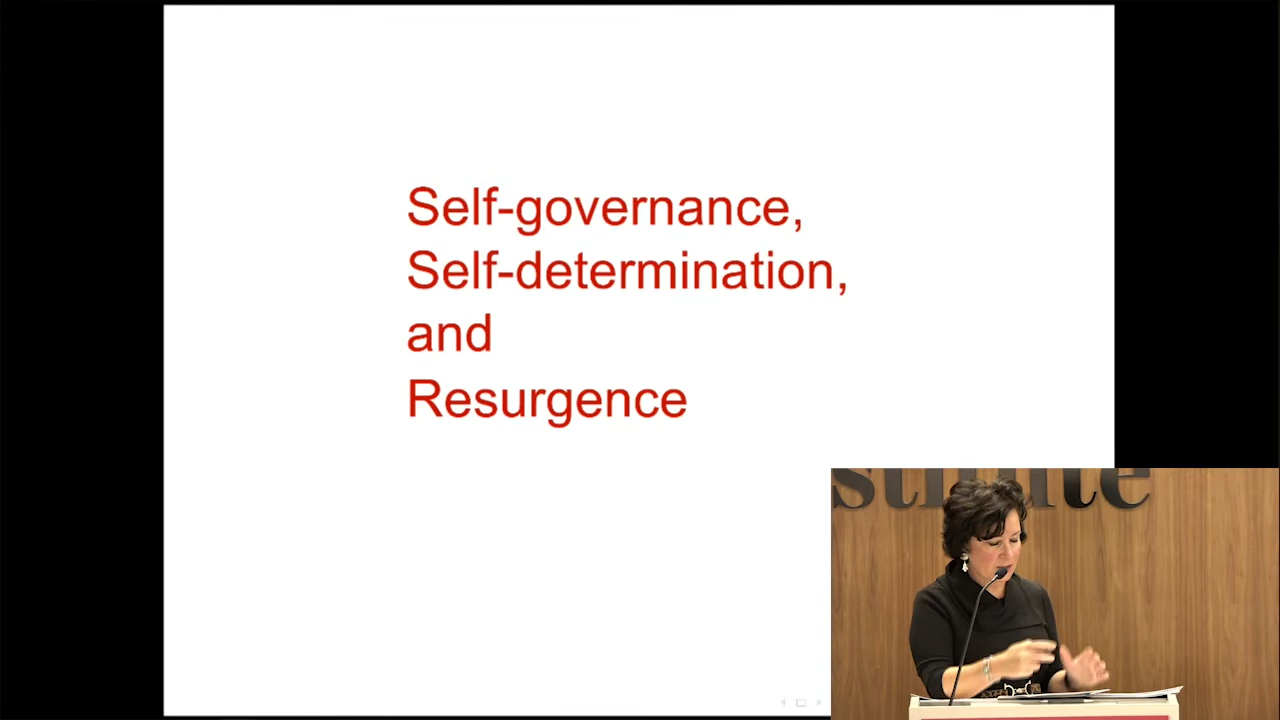 Self-governance,
Self-determination,
and
Resurgence